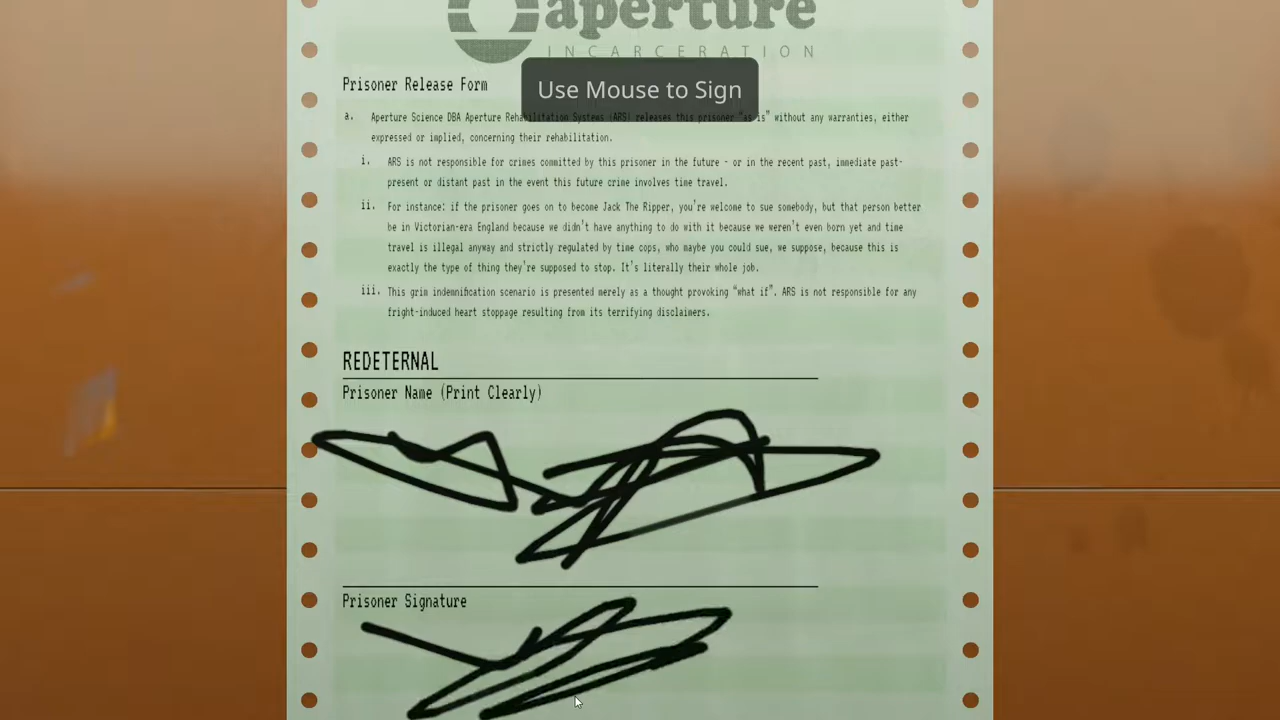 aperture
INCARCERATION
Use Mouse to Sign
Prisoner Release Form
a. Aperture Science DBA Aperture Rehabilitation Systems (ARS) releases this prisoner "as is" without any warranties, either
expressed or implied, concerning their rehabilitation.
i. ARS is not responsible for crimes committed by this prisoner in the future - or in the recent past, immediate past-
present or distant past in the event this future crime involves time travel.
ii. For instance: if the prisoner goes on to become Jack The Ripper, you're welcome to sue somebody, but that person better
be in Victorian-era England because we didn't have anything to do with it because we weren't even born yet and time
travel is illegal anyway and strictly regulated by time cops, who maybe you could sue, we suppose, because this is
exactly the type of thing they're supposed to stop. It's literally their whole job.
iii. This grim indemnification scenario is presented merely as a thought provoking "what if". ARS is not responsible for any
fright-induced heart stoppage resulting from its terrifying disclaimers.
REDETERNAL
Prisoner Name (Print Clearly)
Prisoner Signature